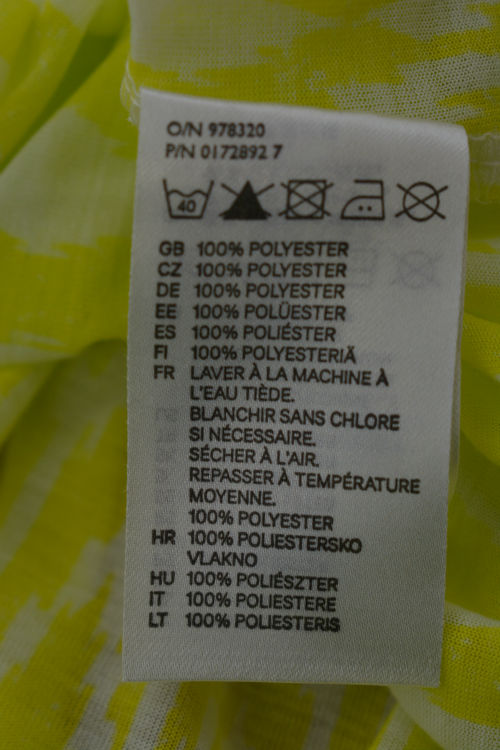 O/N 978320
P/N 0172892 7
40
GB 100% POLYESTER
CZ 100% POLYESTER
DE 100% POLYESTER
EE 100% POLÜESTER
ES 100% POLIÉSTER
FI 100% POLYESTERIÄ
FR LAVER À LA MACHINE À
L'EAU TIÈDE.
BLANCHIR SANS CHLORE
SI NÉCESSAIRE.
SÉCHER À L'AIR.
REPASSER À TEMPÉRATURE
MOYENNE.
100% POLYESTER
HR 100% POLIESTERSKO
VLAKNO
HU 100% POLIÉSZTER
IT 100% POLIESTERE
LT 100% POLIESTERIS